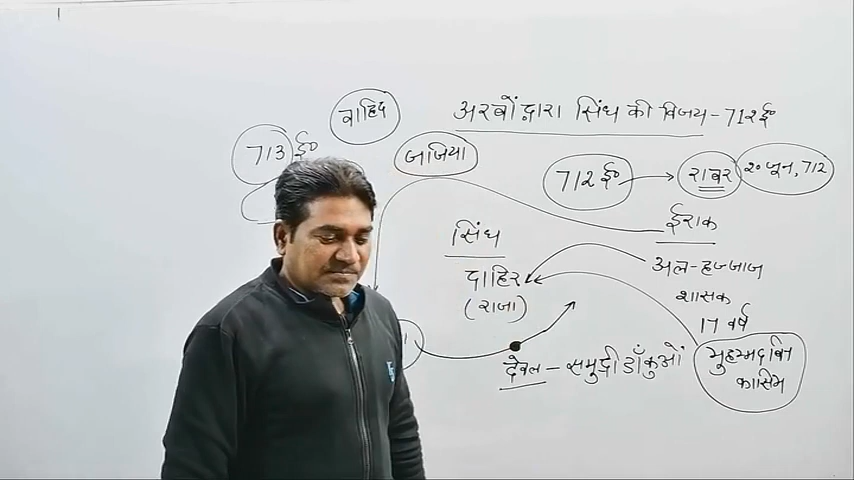 अरबों द्वारा सिंध की विजय - 712 ई०
वाहिद
713 ई०
जजिया
712 ई०
रावर
20 जून, 712
ईराक
सिंध
दाहिर
(राजा)
अल-हज्जाज
शासक
17 वर्ष
मुहम्मद बिन
कासिम
देवल - समुद्री डाँकुओं